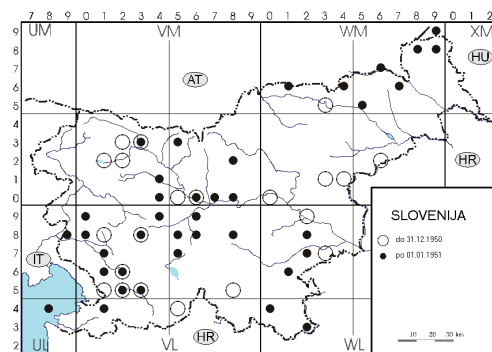 7 8 9 0 1 2 3 4 5 6 7 8 9 0 1 2 3 4 5 6 7 8 9 0 1 2
9 UM VM WM XM
8 HU
7 AT
6
5
4
3 HR
2
1
0
9 SLOVENIJA
8 do 31.12.1950
7 IT po 01.01.1951
6
5
4
3 HR 10 20 30 km
2 UL VL WL